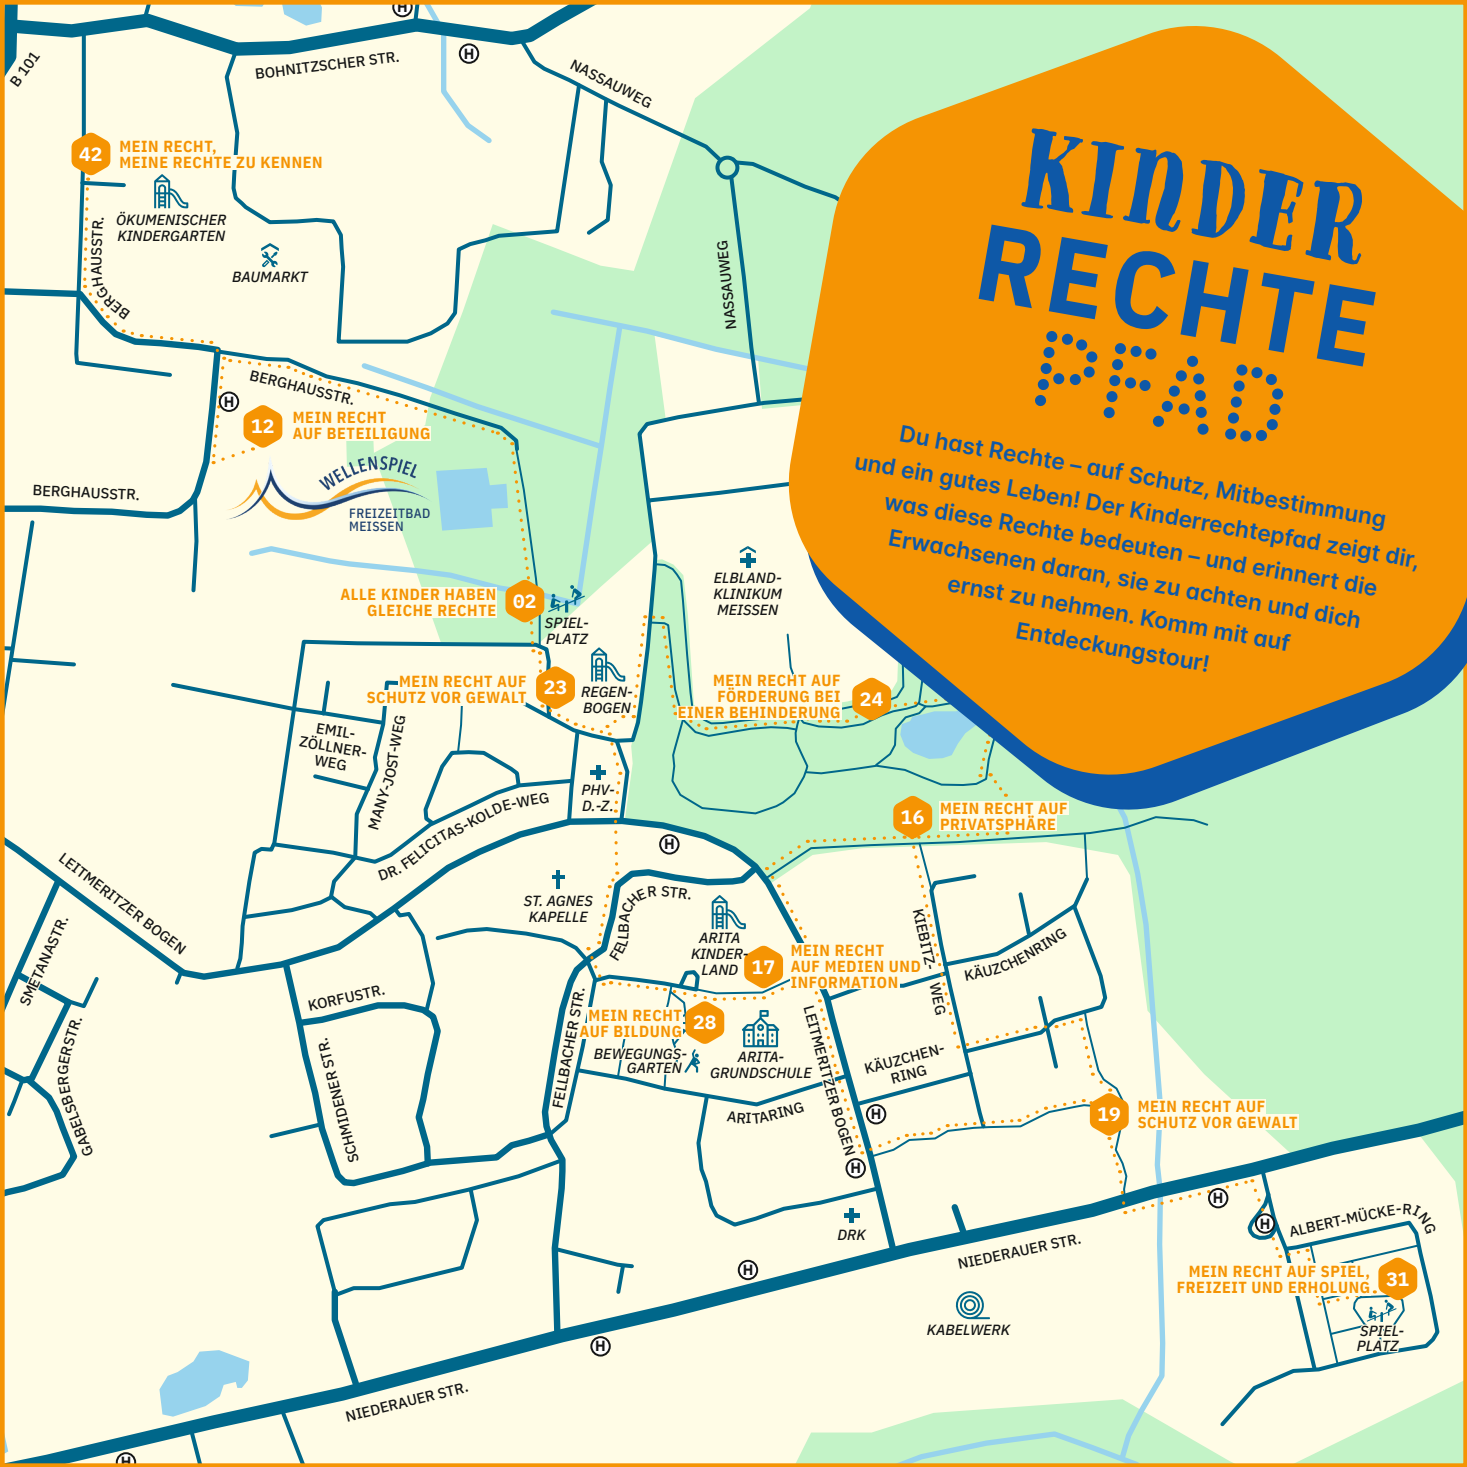 B 101
BOHNITZSCHER STR.
H
H
NASSAUWEG
42
MEIN RECHT,
MEINE RECHTE ZU KENNEN
ÖKUMENISCHER
KINDERGARTEN
BERGHAUSSTR.
BERGHAUSSTR.
BAUMARKT
NASSAUWEG
KINDER
RECHTE
PFAD
Du hast Rechte – auf Schutz, Mitbestimmung
und ein gutes Leben! Der Kinderrechtepfad zeigt dir,
was diese Rechte bedeuten – und erinnert die
Erwachsenen daran, sie zu achten und dich
ernst zu nehmen. Komm mit auf
Entdeckungstour!
BERGHAUSSTR.
H
12
MEIN RECHT
AUF BETEILIGUNG
WELLENSPIEL
FREIZEITBAD
MEISSEN
BERGHAUSSTR.
ELBLAND-
KLINIKUM
MEISSEN
ALLE KINDER HABEN
GLEICHE RECHTE
02
SPIEL-
PLATZ
MEIN RECHT AUF
SCHUTZ VOR GEWALT
23
REGEN-
BOGEN
MEIN RECHT AUF
FÖRDERUNG BEI
EINER BEHINDERUNG
24
EMIL-
ZÖLLNER-
WEG
MANY-JOST-WEG
PHV-
D.-Z.
DR. FELICITAS-KOLDE-WEG
16
MEIN RECHT AUF
PRIVATSPHÄRE
H
LEITMERITZER BOGEN
ST. AGNES
KAPELLE
FELLBACHER STR.
ARITA
KINDER-
LAND
17
MEIN RECHT
AUF MEDIEN UND
INFORMATION
KIEBITZ-
WEG
KÄUZCHENRING
SMETANASTR.
KORFUSTR.
FELLBACHER STR.
MEIN RECHT
AUF BILDUNG
28
BEWEGUNGS-
GARTEN
ARITA-
GRUNDSCHULE
LEITMERITZER BOGEN
KÄUZCHEN-
RING
GABELSBERGERSTR.
SCHMIDENER STR.
ARITARING
H
H
19
MEIN RECHT AUF
SCHUTZ VOR GEWALT
DRK
H
H
H
ALBERT-MÜCKE-RING
NIEDERAUER STR.
MEIN RECHT AUF SPIEL,
FREIZEIT UND ERHOLUNG
31
SPIEL-
PLATZ
KABELWERK
H
NIEDERAUER STR.
H